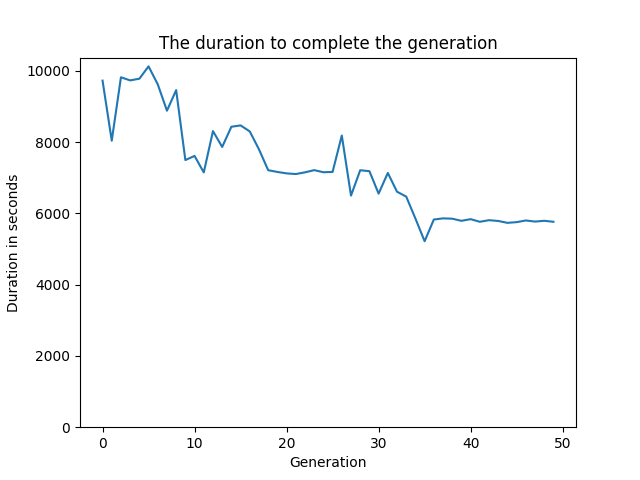 The duration to complete the generation
10000
8000
6000
4000
2000
0
Duration in seconds
0 10 20 30 40 50
Generation